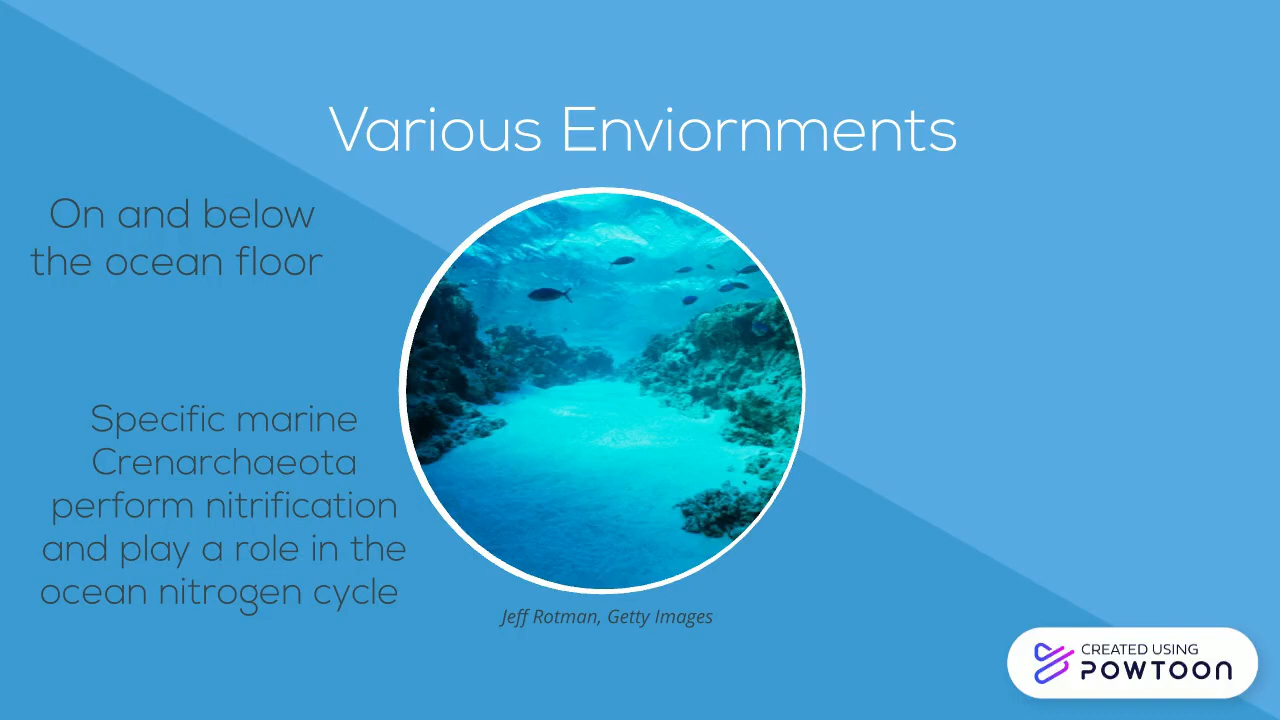 Various Enviornments
On and below
the ocean floor
Specific marine
Crenarchaeota
perform nitrification
and play a role in the
ocean nitrogen cycle
Jeff Rotman, Getty Images
CREATED USING
POWTOON